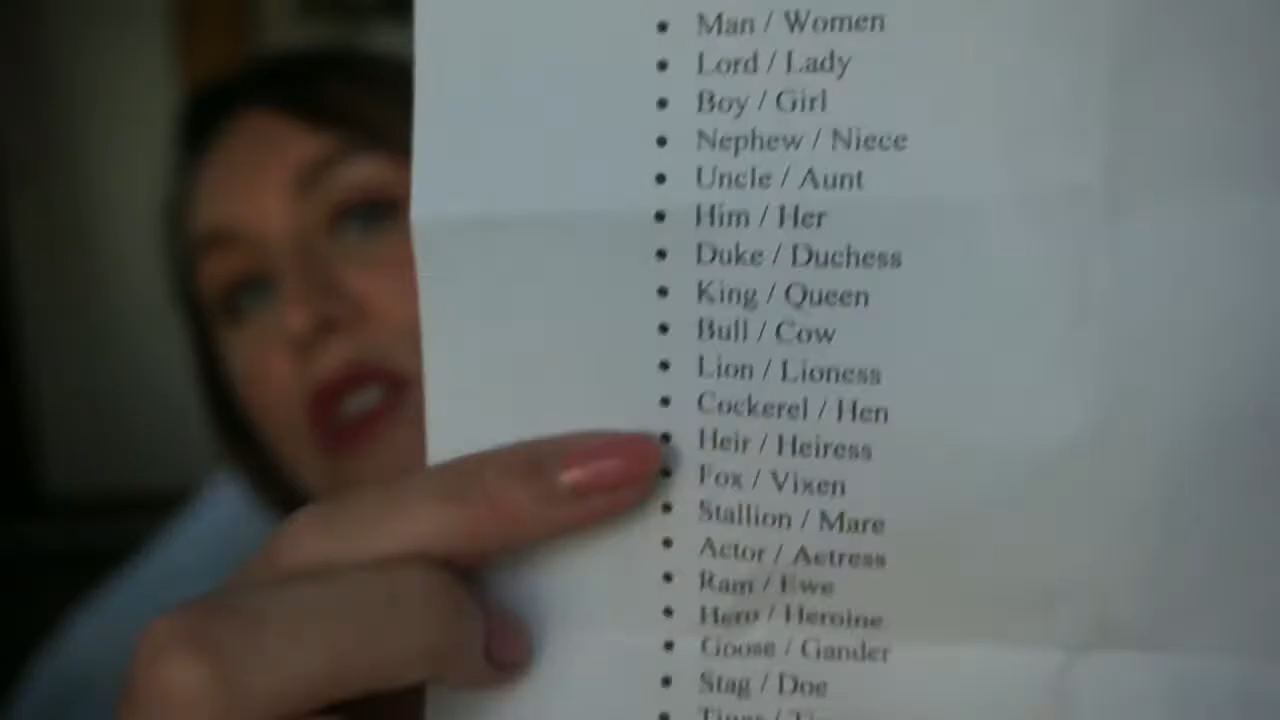 • Man / Women
• Lord / Lady
• Boy / Girl
• Nephew / Niece
• Uncle / Aunt
• Him / Her
• Duke / Duchess
• King / Queen
• Bull / Cow
• Lion / Lioness
• Cockerel / Hen
• Heir / Heiress
• Fox / Vixen
• Stallion / Mare
• Actor / Actress
• Ram / Ewe
• Hero / Heroine
• Goose / Gander
• Stag / Doe